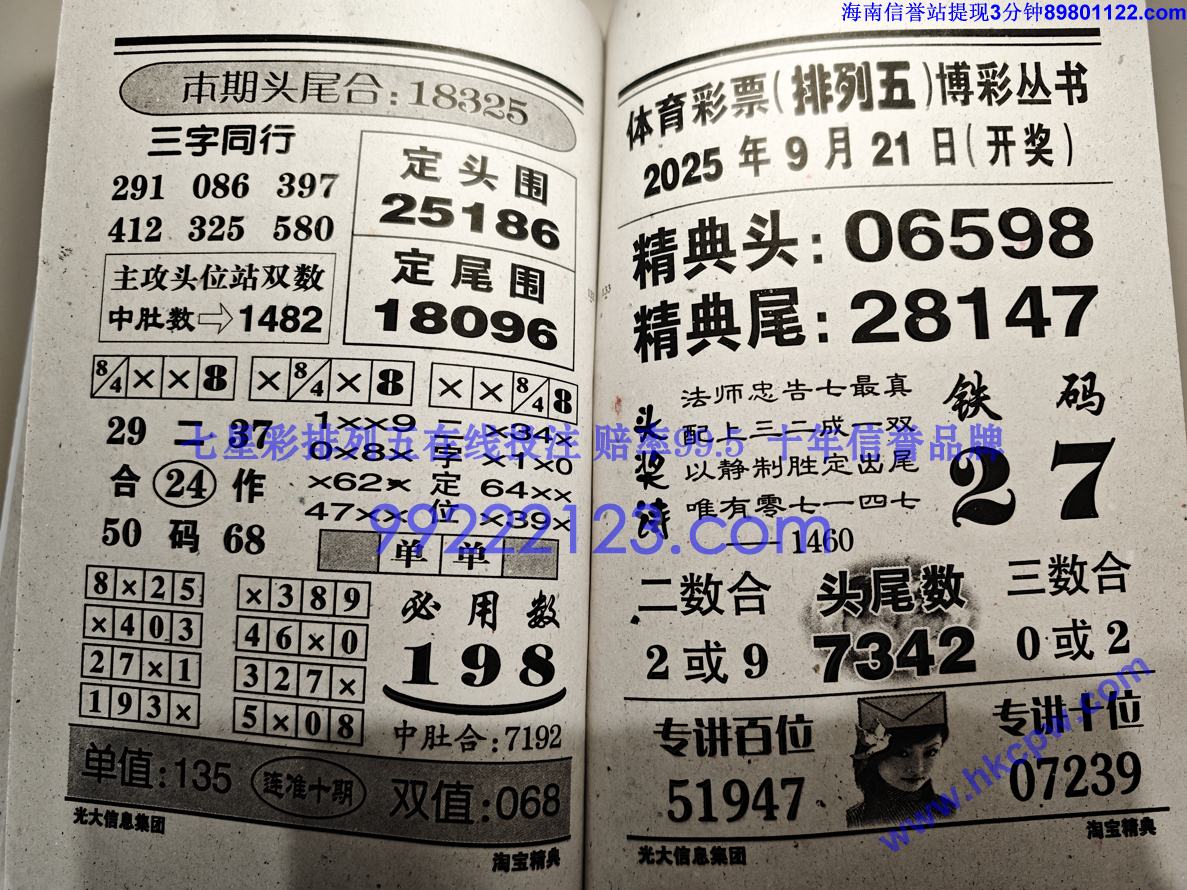 海南信誉站提现3分钟89801122.com
本期头尾合:18325
三字同行
291 086 397
412 325 580
主攻头位站双数
中肚数⇨1482
定头围
25186
定尾围
18096
8/4 × × 8
× 8/4 × 8
× × 8/4 8
29 二 37
合 24 作
50 码 68
1××9 二 ×34×
0×8× 字 ×1×0
×62× 定 64××
47×× 位 ×39×
单 单
8×25
×403
27×1
193×
×389
46×0
327×
5×08
必用数
198
中肚合:7192
单值:135
连准十期
双值:068
光大信息集团
淘宝精典
体育彩票(排列五)博彩丛书
2025年9月21日(开奖)
精典头:06598
精典尾:28147
头奖诗
法师忠告七最真
配上三二成一双
以静制胜定出尾
唯有零七一四七
——1460
铁码
27
二数合
2或9
头尾数
7342
三数合
0或2
专讲百位
51947
专讲十位
07239
光大信息集团
淘宝精典
七星彩排列五在线投注 赔率99.5 十年信誉品牌
99222123.com
www.hkcpw.com